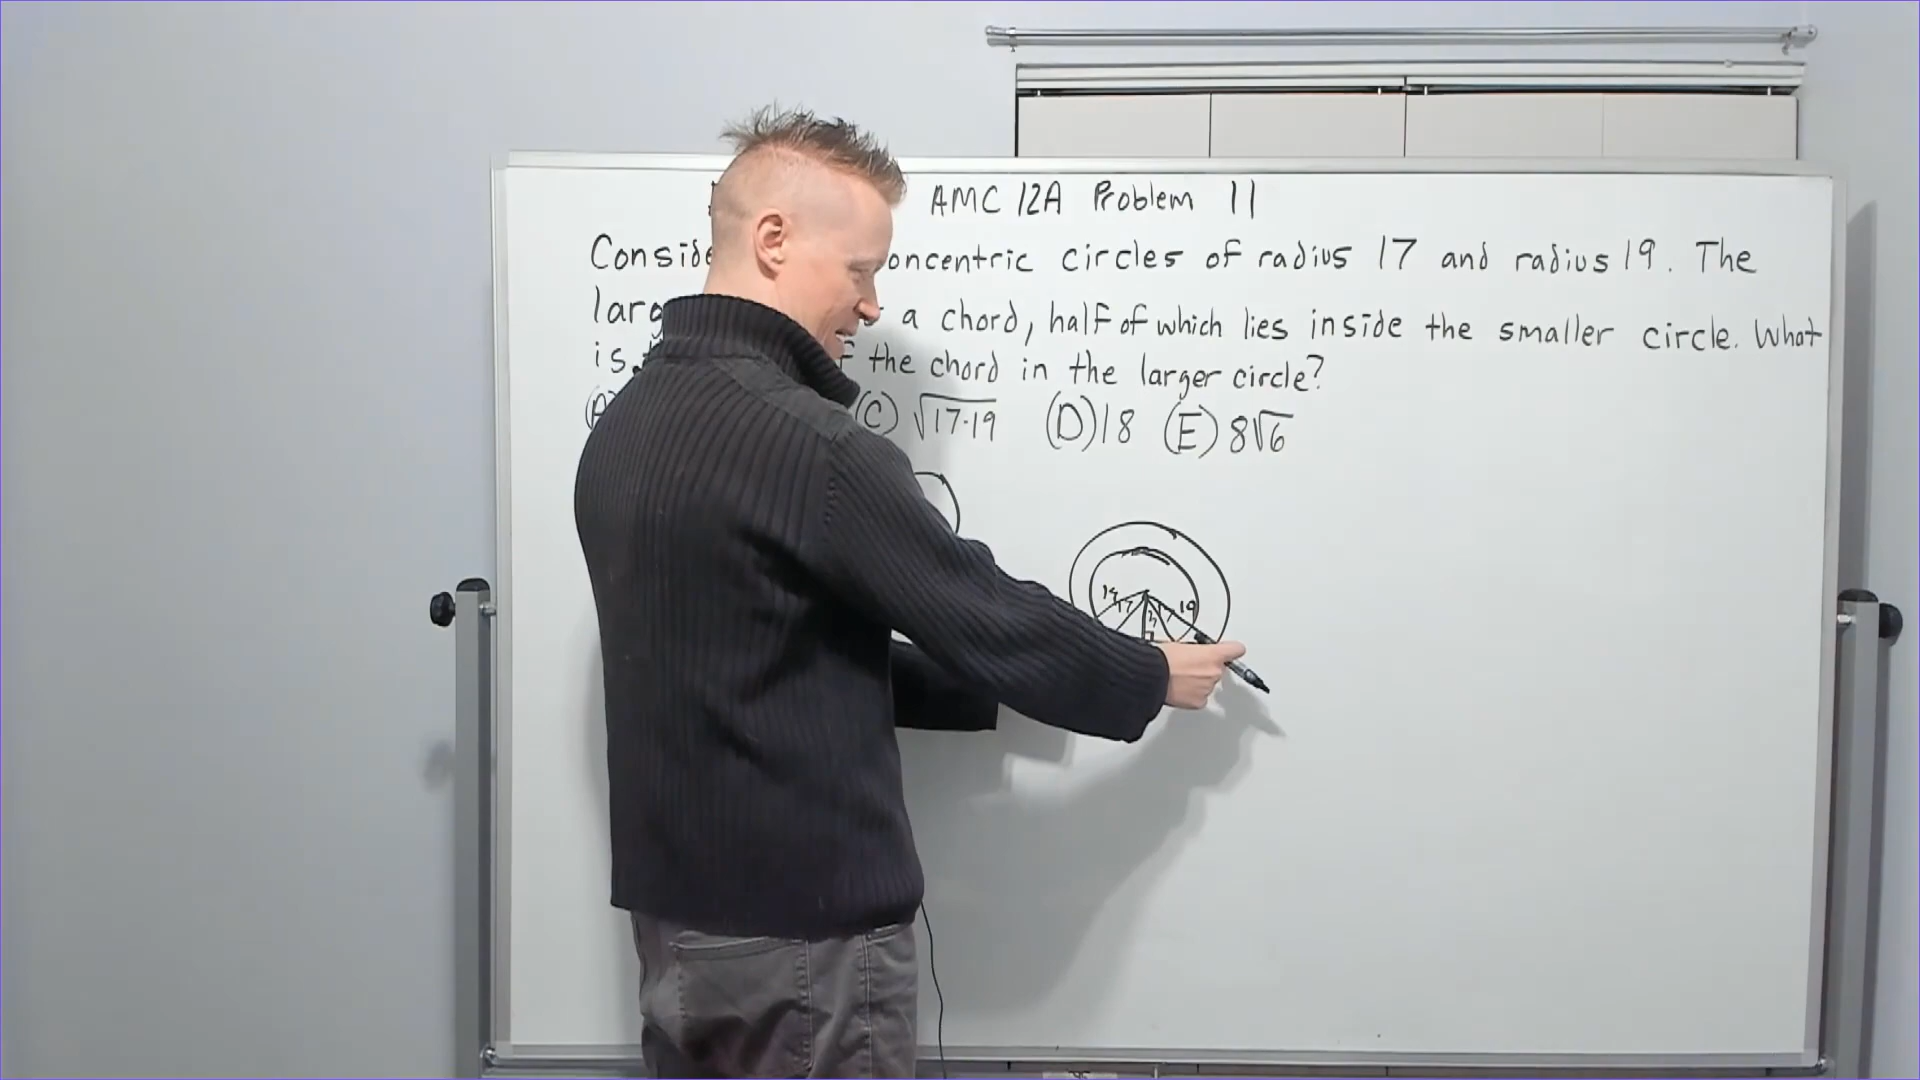 AMC 12A Problem 11
oncentric circles of radius 17 and radius 19. The
a chord, half of which lies inside the smaller circle. What
is the chord in the larger circle?
(C) √17·19 (D) 18 (E) 8√6
19 17 17 19